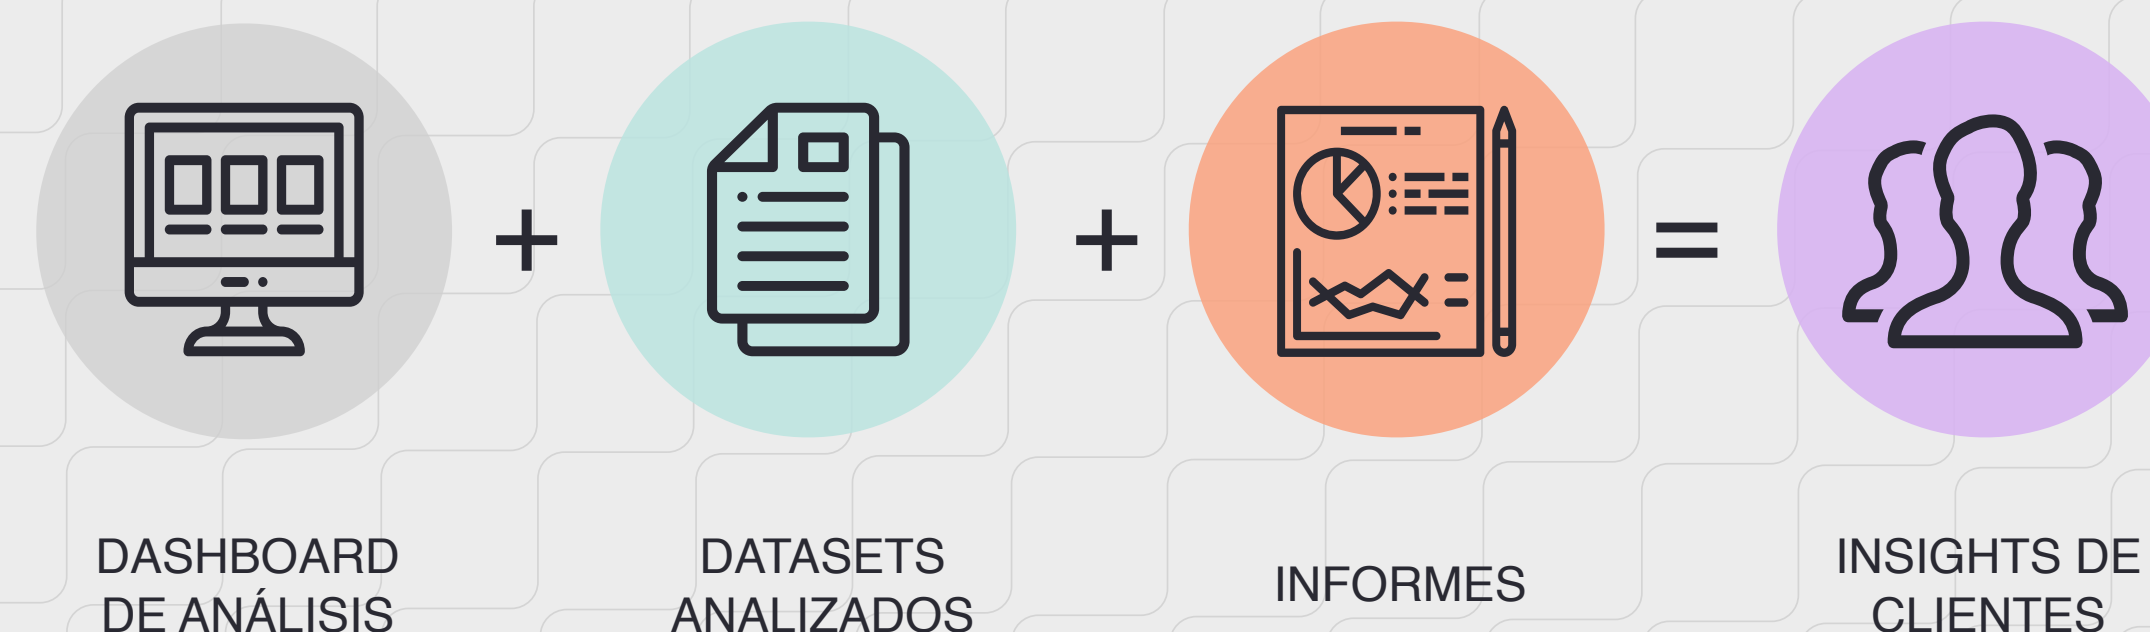 + + =
DASHBOARD
DE ANÁLISIS
DATASETS
ANALIZADOS
INFORMES
INSIGHTS DE
CLIENTES